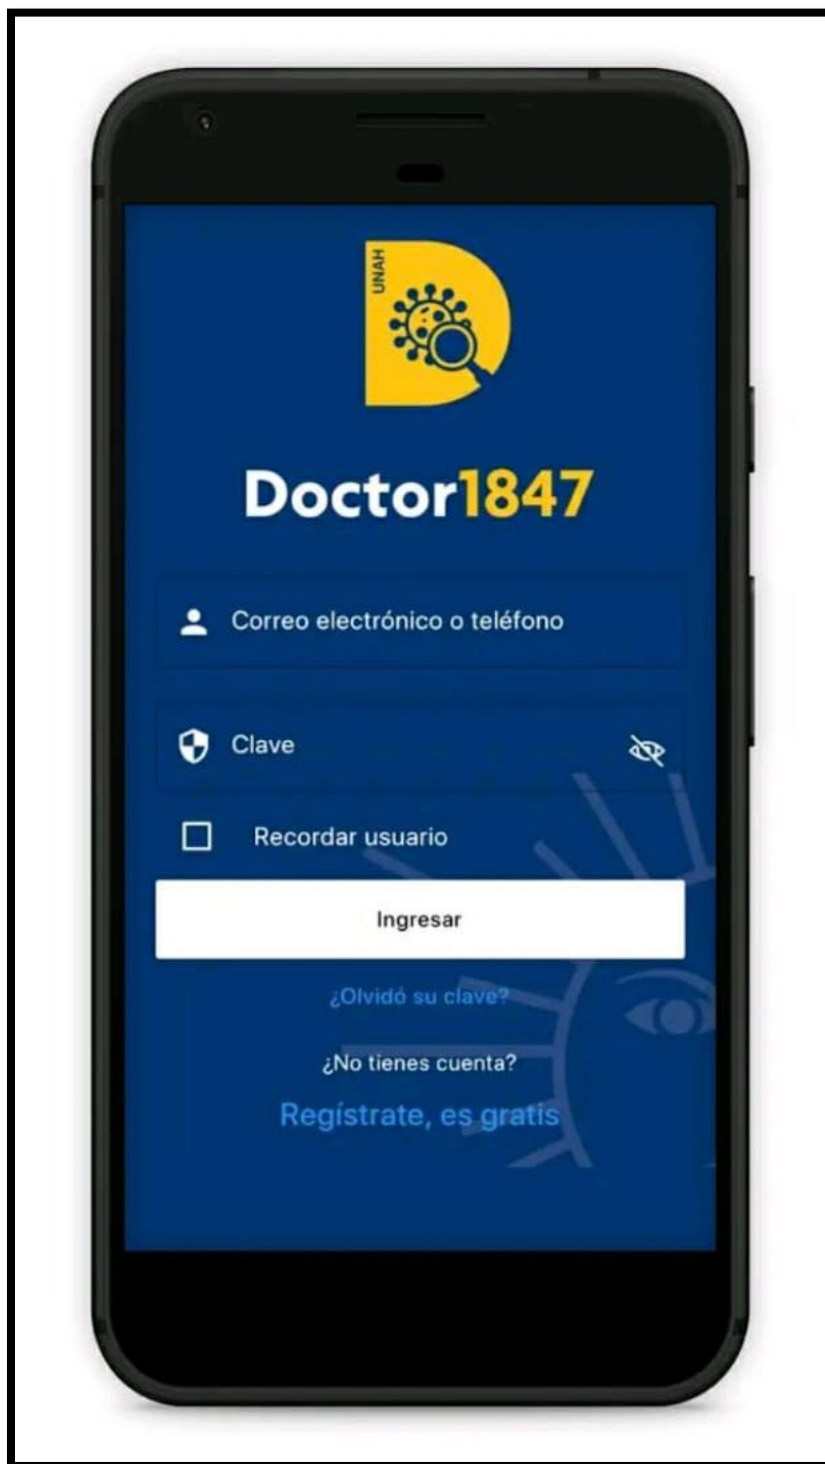 UNAH
Doctor1847
Correo electrónico o teléfono
Clave
Recordar usuario
Ingresar
¿Olvidó su clave?
¿No tienes cuenta?
Regístrate, es gratis